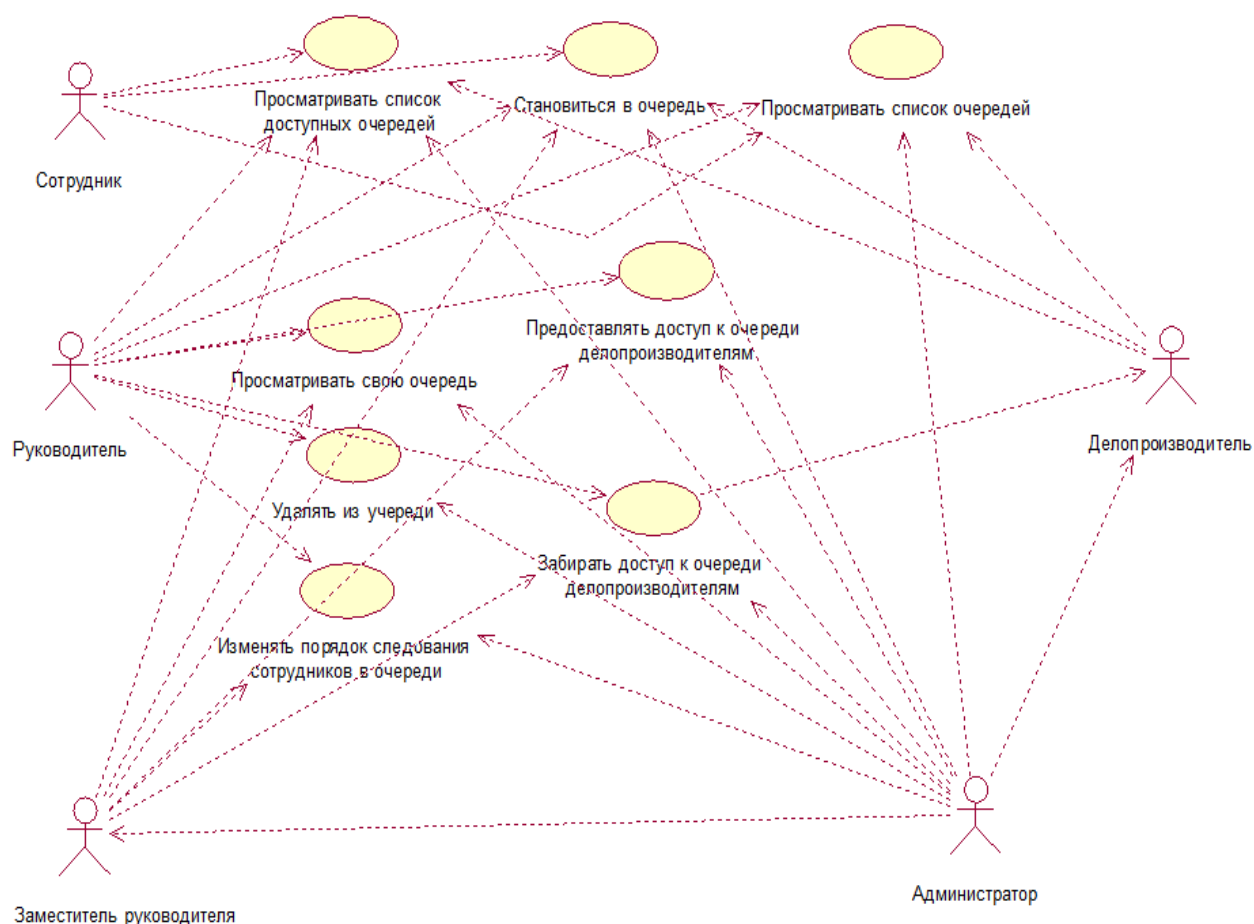 Просматривать список
доступных очередей
Становиться в очередь
Просматривать список очередей
Сотрудник
Предоставлять доступ к очереди
делопроизводителям
Просматривать свою очередь
Руководитель
Делопроизводитель
Удалять из учереди
Забирать доступ к очереди
делопроизводителям
Изменять порядок следования
сотрудников в очереди
Администратор
Заместитель руководителя